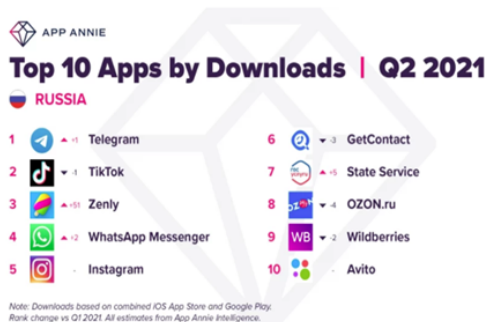 APP ANNIE
Top 10 Apps by Downloads | Q2 2021
RUSSIA
1 ▲ +1 Telegram
2 ▼ -1 TikTok
3 ▲ +51 Zenly
4 ▲ +2 WhatsApp Messenger
5 - Instagram
6 ▼ -3 GetContact
7 ▲ +5 State Service
8 OZON ▼ -4 OZON.ru
9 WB ▼ -2 Wildberries
10 - Avito
Note: Downloads based on combined iOS App Store and Google Play.
Rank change vs Q1 2021. All estimates from App Annie Intelligence.